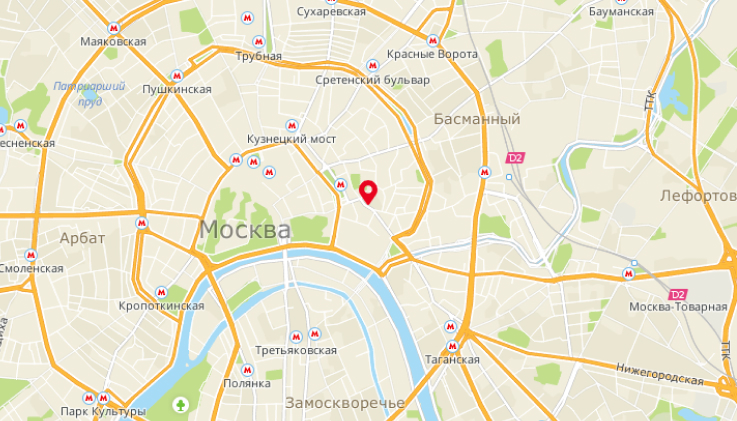 Сухаревская
Бауманская
Маяковская
Трубная
Красные Ворота
Сретенский бульвар
Патриарший
пруд
Пушкинская
ТТК
Басманный
Кузнецкий мост
есненская
D2
Лефортов
Москва
Арбат
Смоленская
D2
Кропоткинская
Москва-Товарная
Третьяковская
Таганская
ТТК
Полянка
Нижегородская
Замоскворечье
Парк Культуры